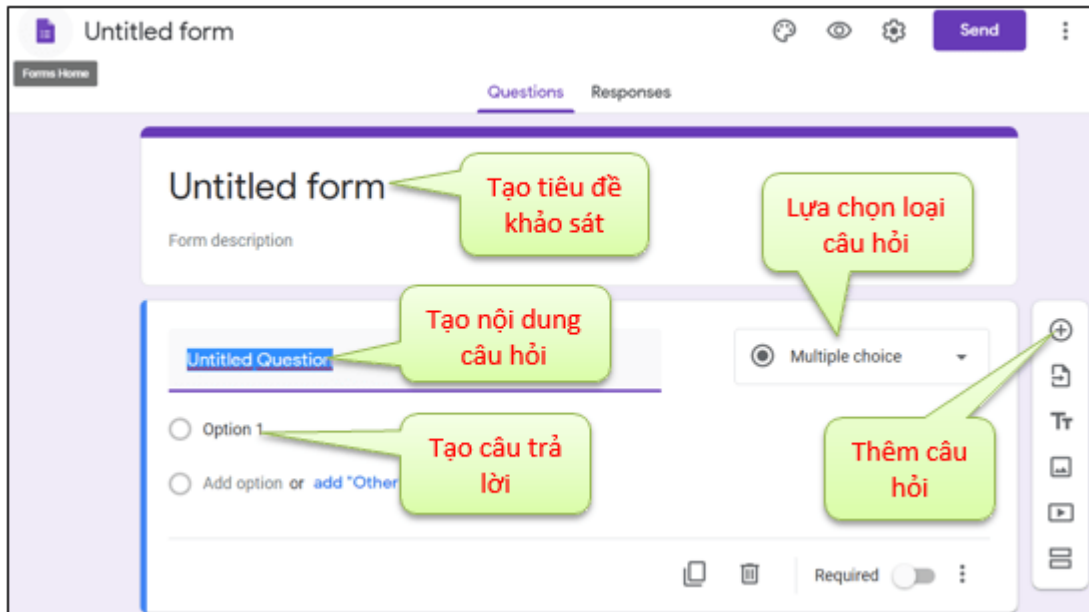 Untitled form
Send
Forms Home
Questions Responses
Untitled form
Tạo tiêu đề
khảo sát
Form description
Lựa chọn loại
câu hỏi
Tạo nội dung
câu hỏi
Untitled Question
Multiple choice
Option 1
Tạo câu trả
lời
Add option or add "Other
Thêm câu
hỏi
Tт
Required